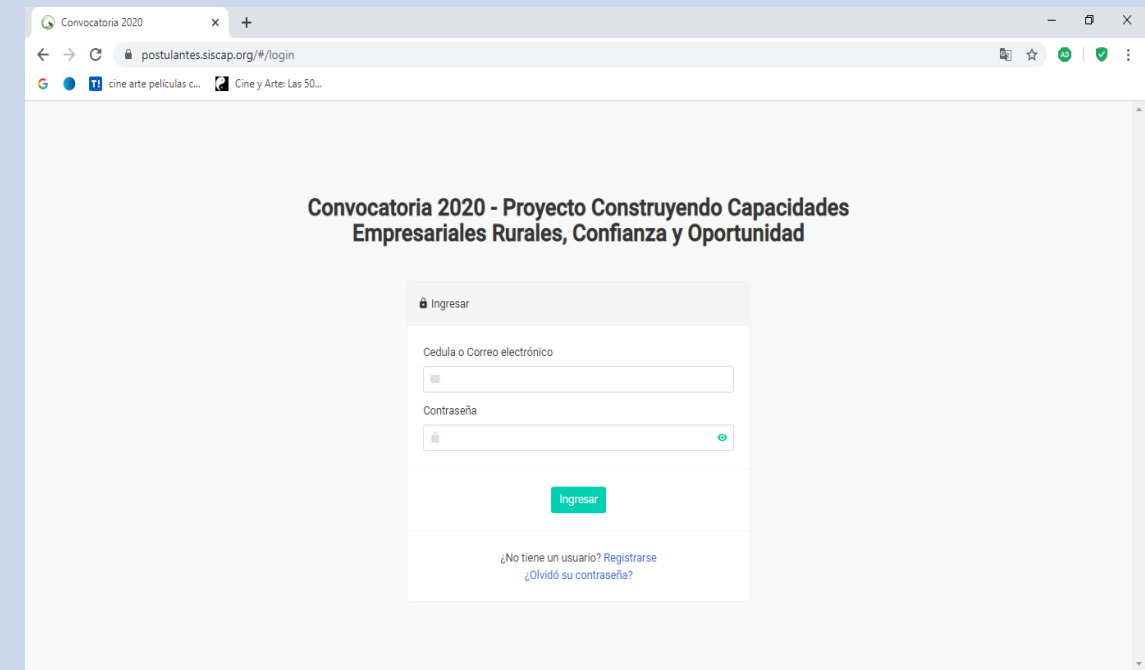 Convocatoria 2020
postulantes.siscap.org/#/login
G
T!
cine arte películas c...
Cine y Arte: Las 50...
Convocatoria 2020 - Proyecto Construyendo Capacidades
Empresariales Rurales, Confianza y Oportunidad
Ingresar
Cedula o Correo electrónico
Contraseña
Ingresar
¿No tiene un usuario? Registrarse
¿Olvidó su contraseña?